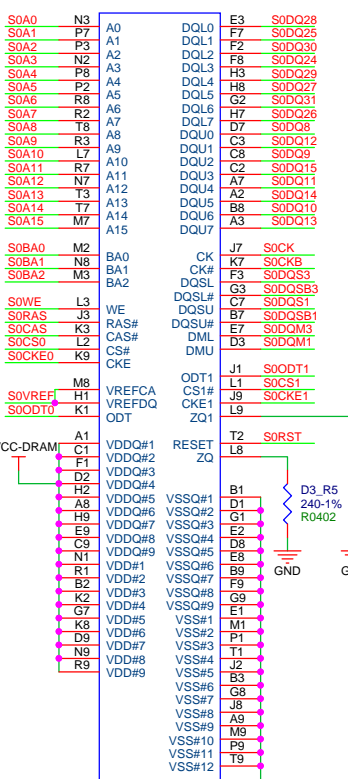 S0A0 N3 A0 DQL0 E3 S0DQ28
S0A1 P7 A1 DQL1 F7 S0DQ25
S0A2 P3 A2 DQL2 F2 S0DQ30
S0A3 N2 A3 DQL3 F8 S0DQ24
S0A4 P8 A4 DQL4 H3 S0DQ29
S0A5 P2 A5 DQL5 H8 S0DQ27
S0A6 R8 A6 DQL6 G2 S0DQ31
S0A7 R2 A7 DQL7 H7 S0DQ26
S0A8 T8 A8 DQU0 D7 S0DQ8
S0A9 R3 A9 DQU1 C3 S0DQ12
S0A10 L7 A10 DQU2 C8 S0DQ9
S0A11 R7 A11 DQU3 C2 S0DQ15
S0A12 N7 A12 DQU4 A7 S0DQ11
S0A13 T3 A13 DQU5 A2 S0DQ14
S0A14 T7 A14 DQU6 B8 S0DQ10
S0A15 M7 A15 DQU7 A3 S0DQ13
S0BA0 M2 BA0 CK J7 S0CK
S0BA1 N8 BA1 CK# K7 S0CKB
S0BA2 M3 BA2 DQSL F3 S0DQS3
DQSL# G3 S0DQSB3
S0WE L3 WE DQSU C7 S0DQS1
S0RAS J3 RAS# DQSU# B7 S0DQSB1
S0CAS K3 CAS# DML E7 S0DQM3
S0CS0 L2 CS# DMU D3 S0DQM1
S0CKE0 K9 CKE
ODT1 J1 S0ODT1
M8 VREFCA CS1# L1 S0CS1
S0VREF H1 VREFDQ CKE1 J9 S0CKE1
S0ODT0 K1 ODT ZQ1 L9
VCC-DRAM A1 VDDQ#1 RESET T2 S0RST
C1 VDDQ#2 ZQ L8
F1 VDDQ#3
D2 VDDQ#4
H2 VDDQ#5 VSSQ#1 B1 D3_R5
A8 VDDQ#6 VSSQ#2 D1 240-1%
H9 VDDQ#7 VSSQ#3 G1 R0402
E9 VDDQ#8 VSSQ#4 E2
C9 VDDQ#9 VSSQ#5 D8
N1 VDD#1 VSSQ#6 E8
R1 VDD#2 VSSQ#7 B9 GND G
B2 VDD#3 VSSQ#8 F9
K2 VDD#4 VSSQ#9 G9
G7 VDD#5 VSS#1 E1
K8 VDD#6 VSS#2 M1
D9 VDD#7 VSS#3 P1
N9 VDD#8 VSS#4 T1
R9 VDD#9 VSS#5 J2
VSS#6 B3
VSS#7 G8
VSS#8 J8
VSS#9 A9
VSS#10 M9
VSS#11 P9
VSS#12 T9